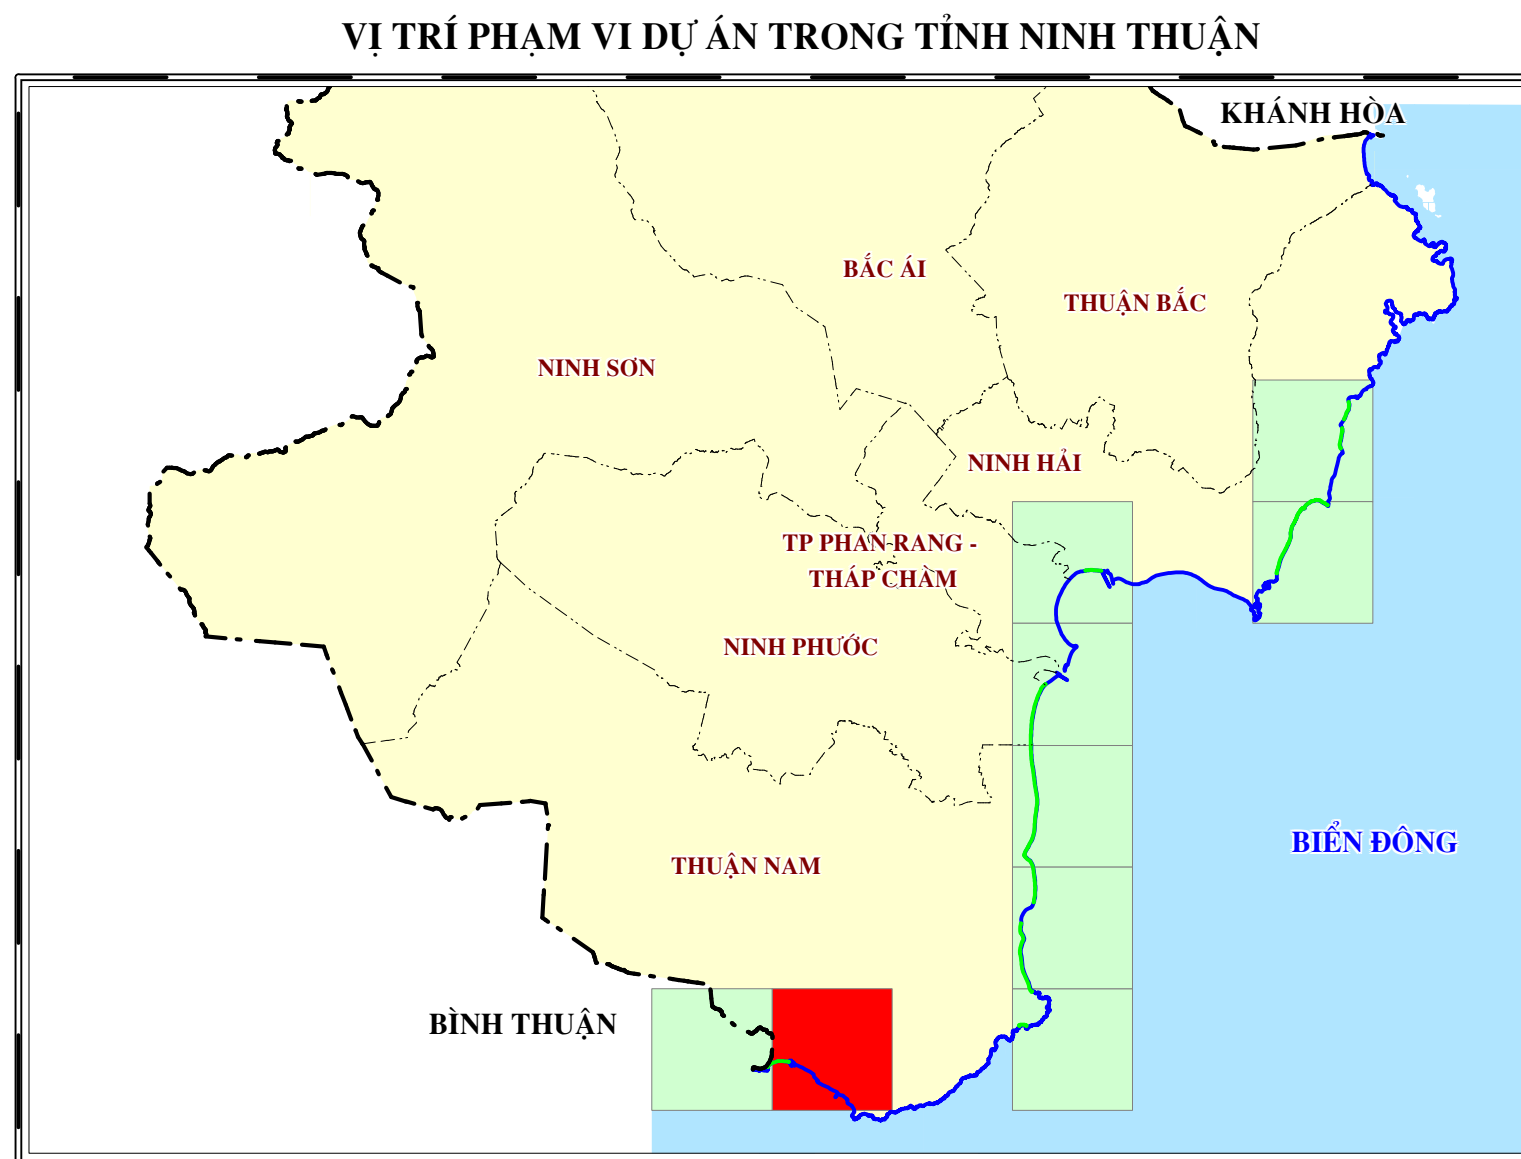 VỊ TRÍ PHẠM VI DỰ ÁN TRONG TỈNH NINH THUẬN
KHÁNH HÒA
BẮC ÁI
THUẬN BẮC
NINH SƠN
NINH HẢI
TP PHAN RANG -
THÁP CHÀM
NINH PHƯỚC
BIỂN ĐÔNG
THUẬN NAM
BÌNH THUẬN